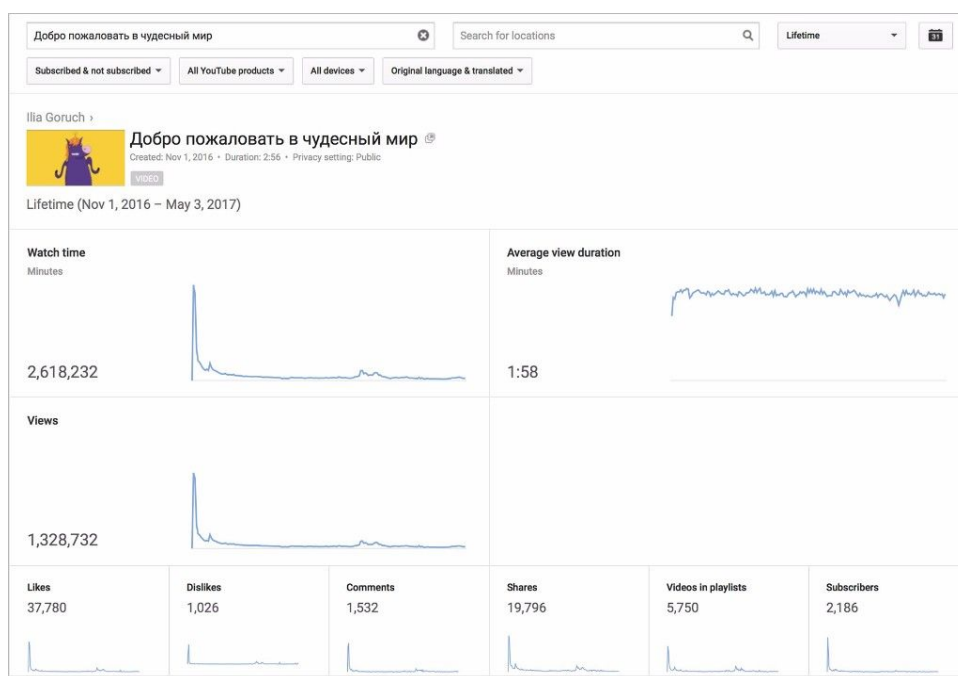 Добро пожаловать в чудесный мир
Search for locations
Lifetime
31
Subscribed & not subscribed
All YouTube products
All devices
Original language & translated
Ilia Goruch ›
Добро пожаловать в чудесный мир
Created: Nov 1, 2016 • Duration: 2:56 • Privacy setting: Public
VIDEO
Lifetime (Nov 1, 2016 – May 3, 2017)
Watch time
Minutes
2,618,232
Average view duration
Minutes
1:58
Views
1,328,732
Likes
37,780
Dislikes
1,026
Comments
1,532
Shares
19,796
Videos in playlists
5,750
Subscribers
2,186